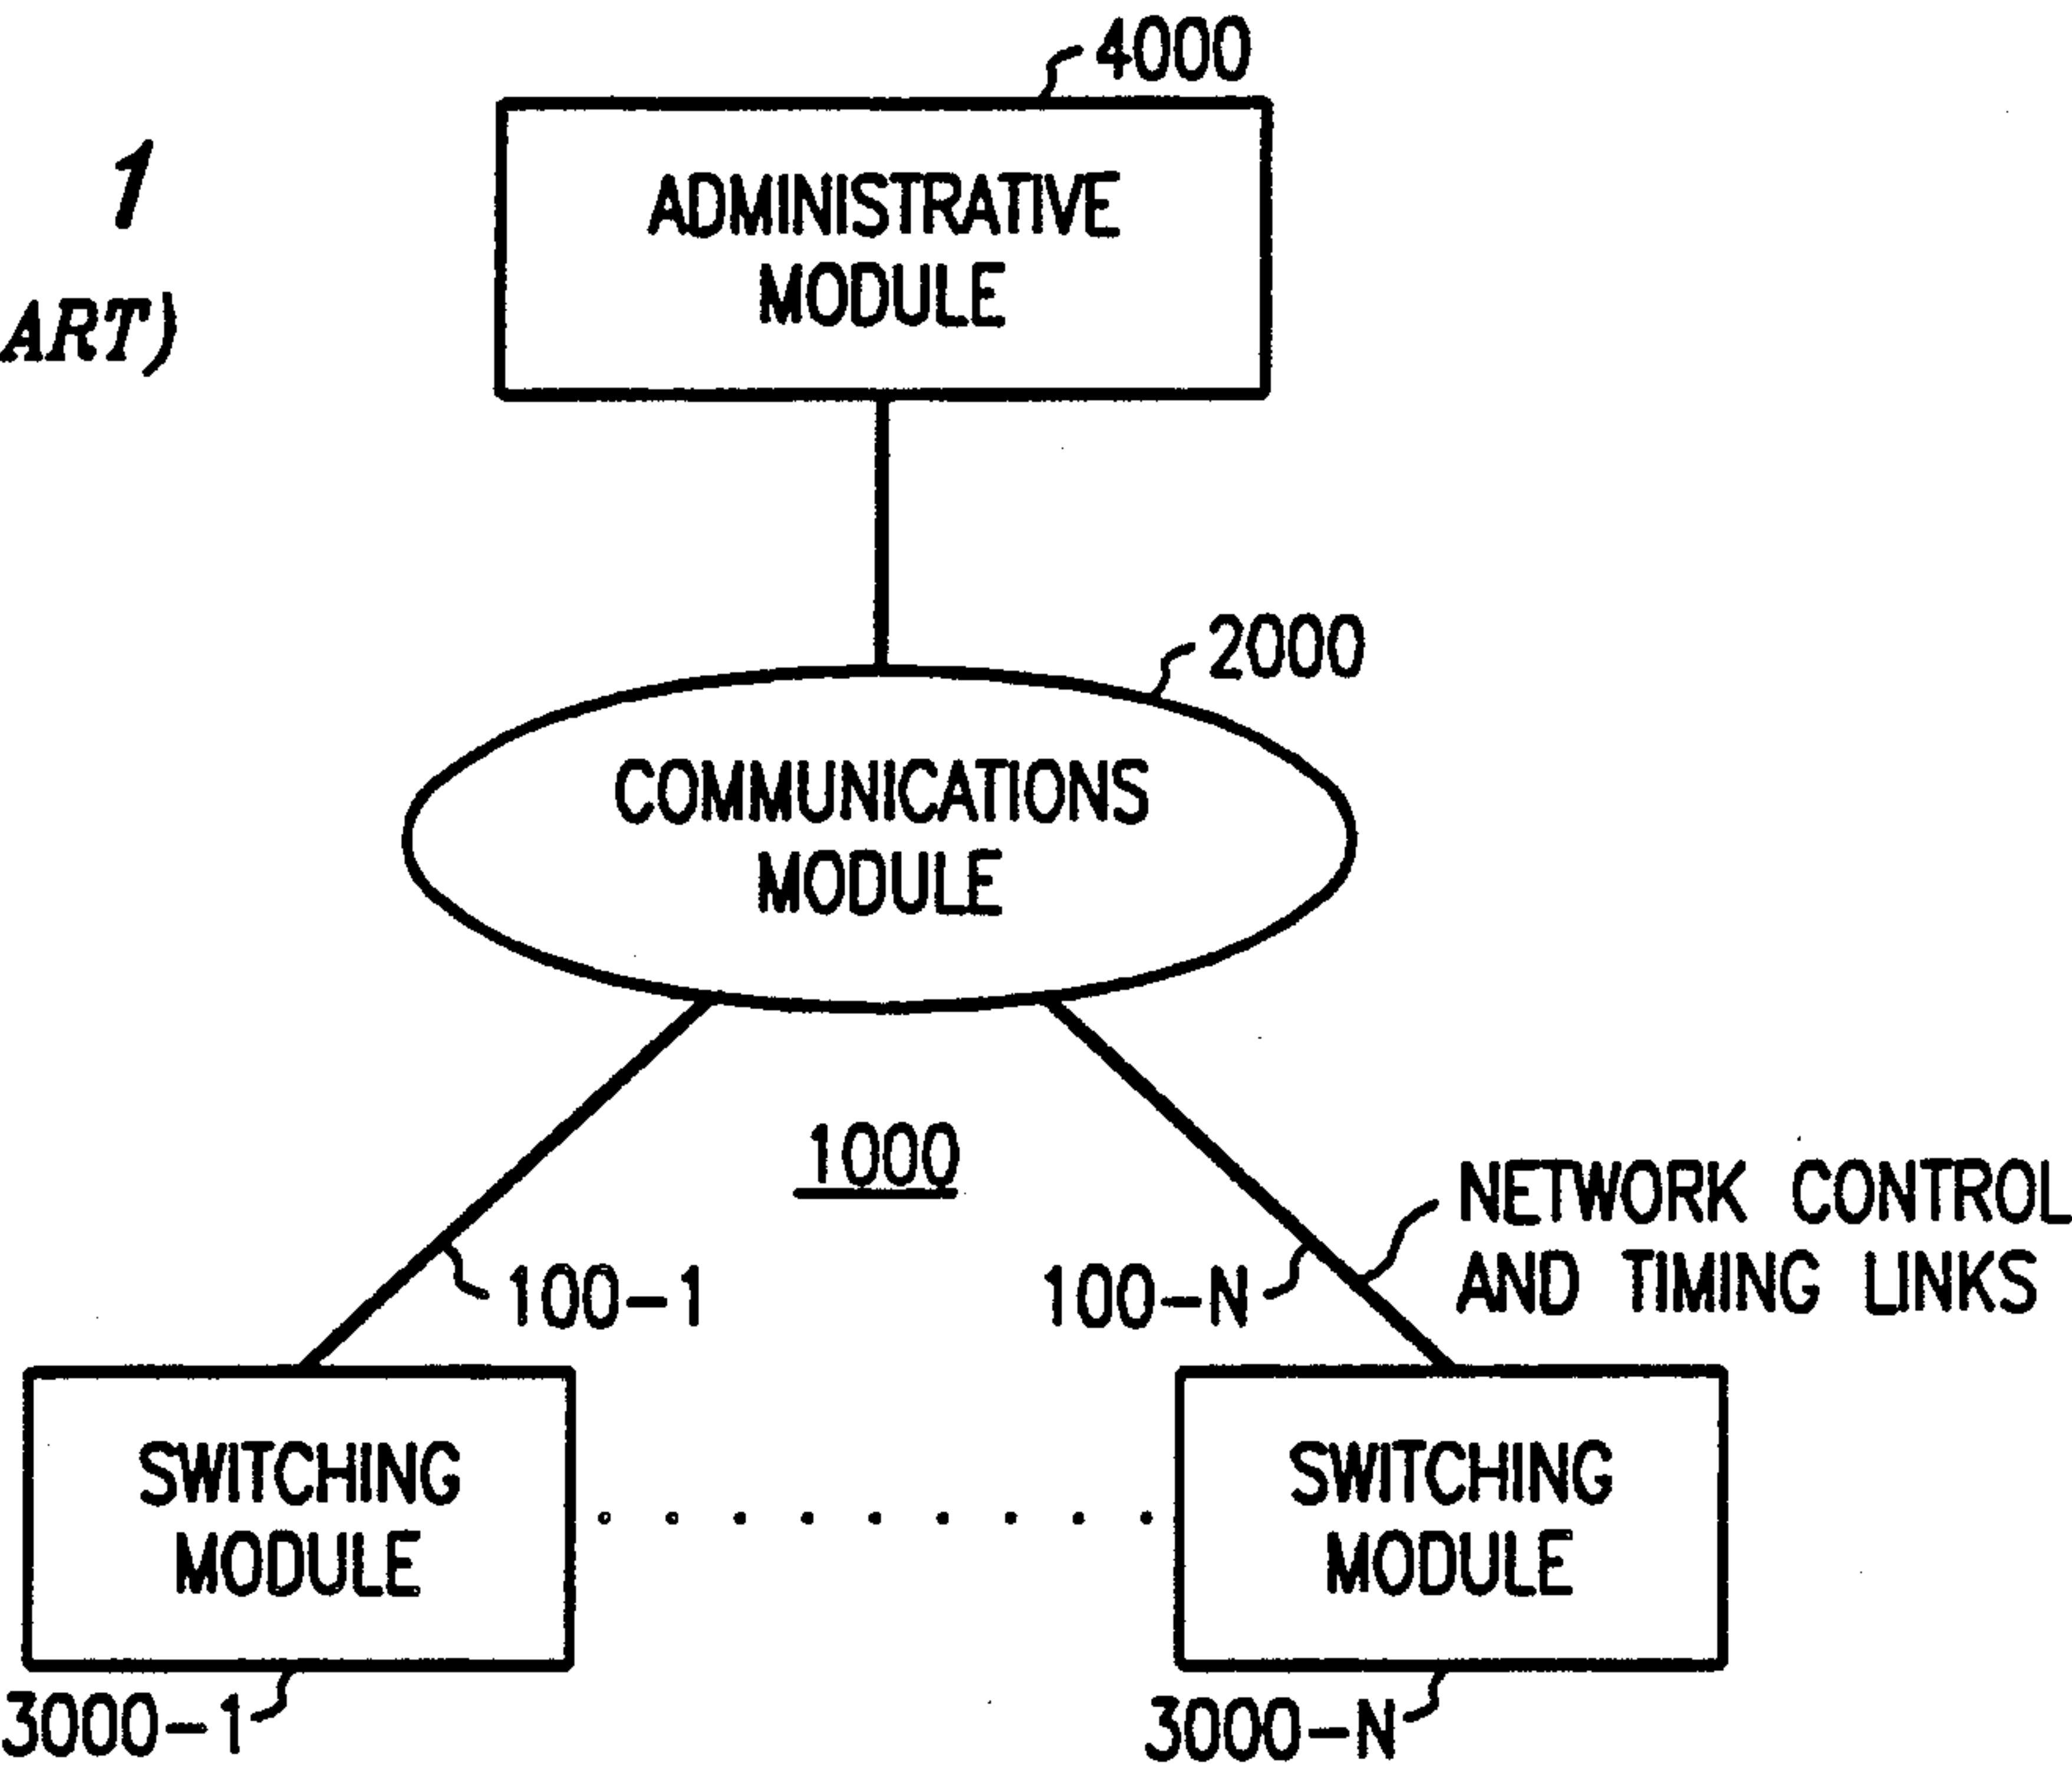 4000
1
ADMINISTRATIVE
MODULE
ART)
2000
COMMUNICATIONS
MODULE
1000
NETWORK CONTROL
AND TIMING LINKS
100-1
100-N
SWITCHING
MODULE
SWITCHING
MODULE
3000-1
3000-N